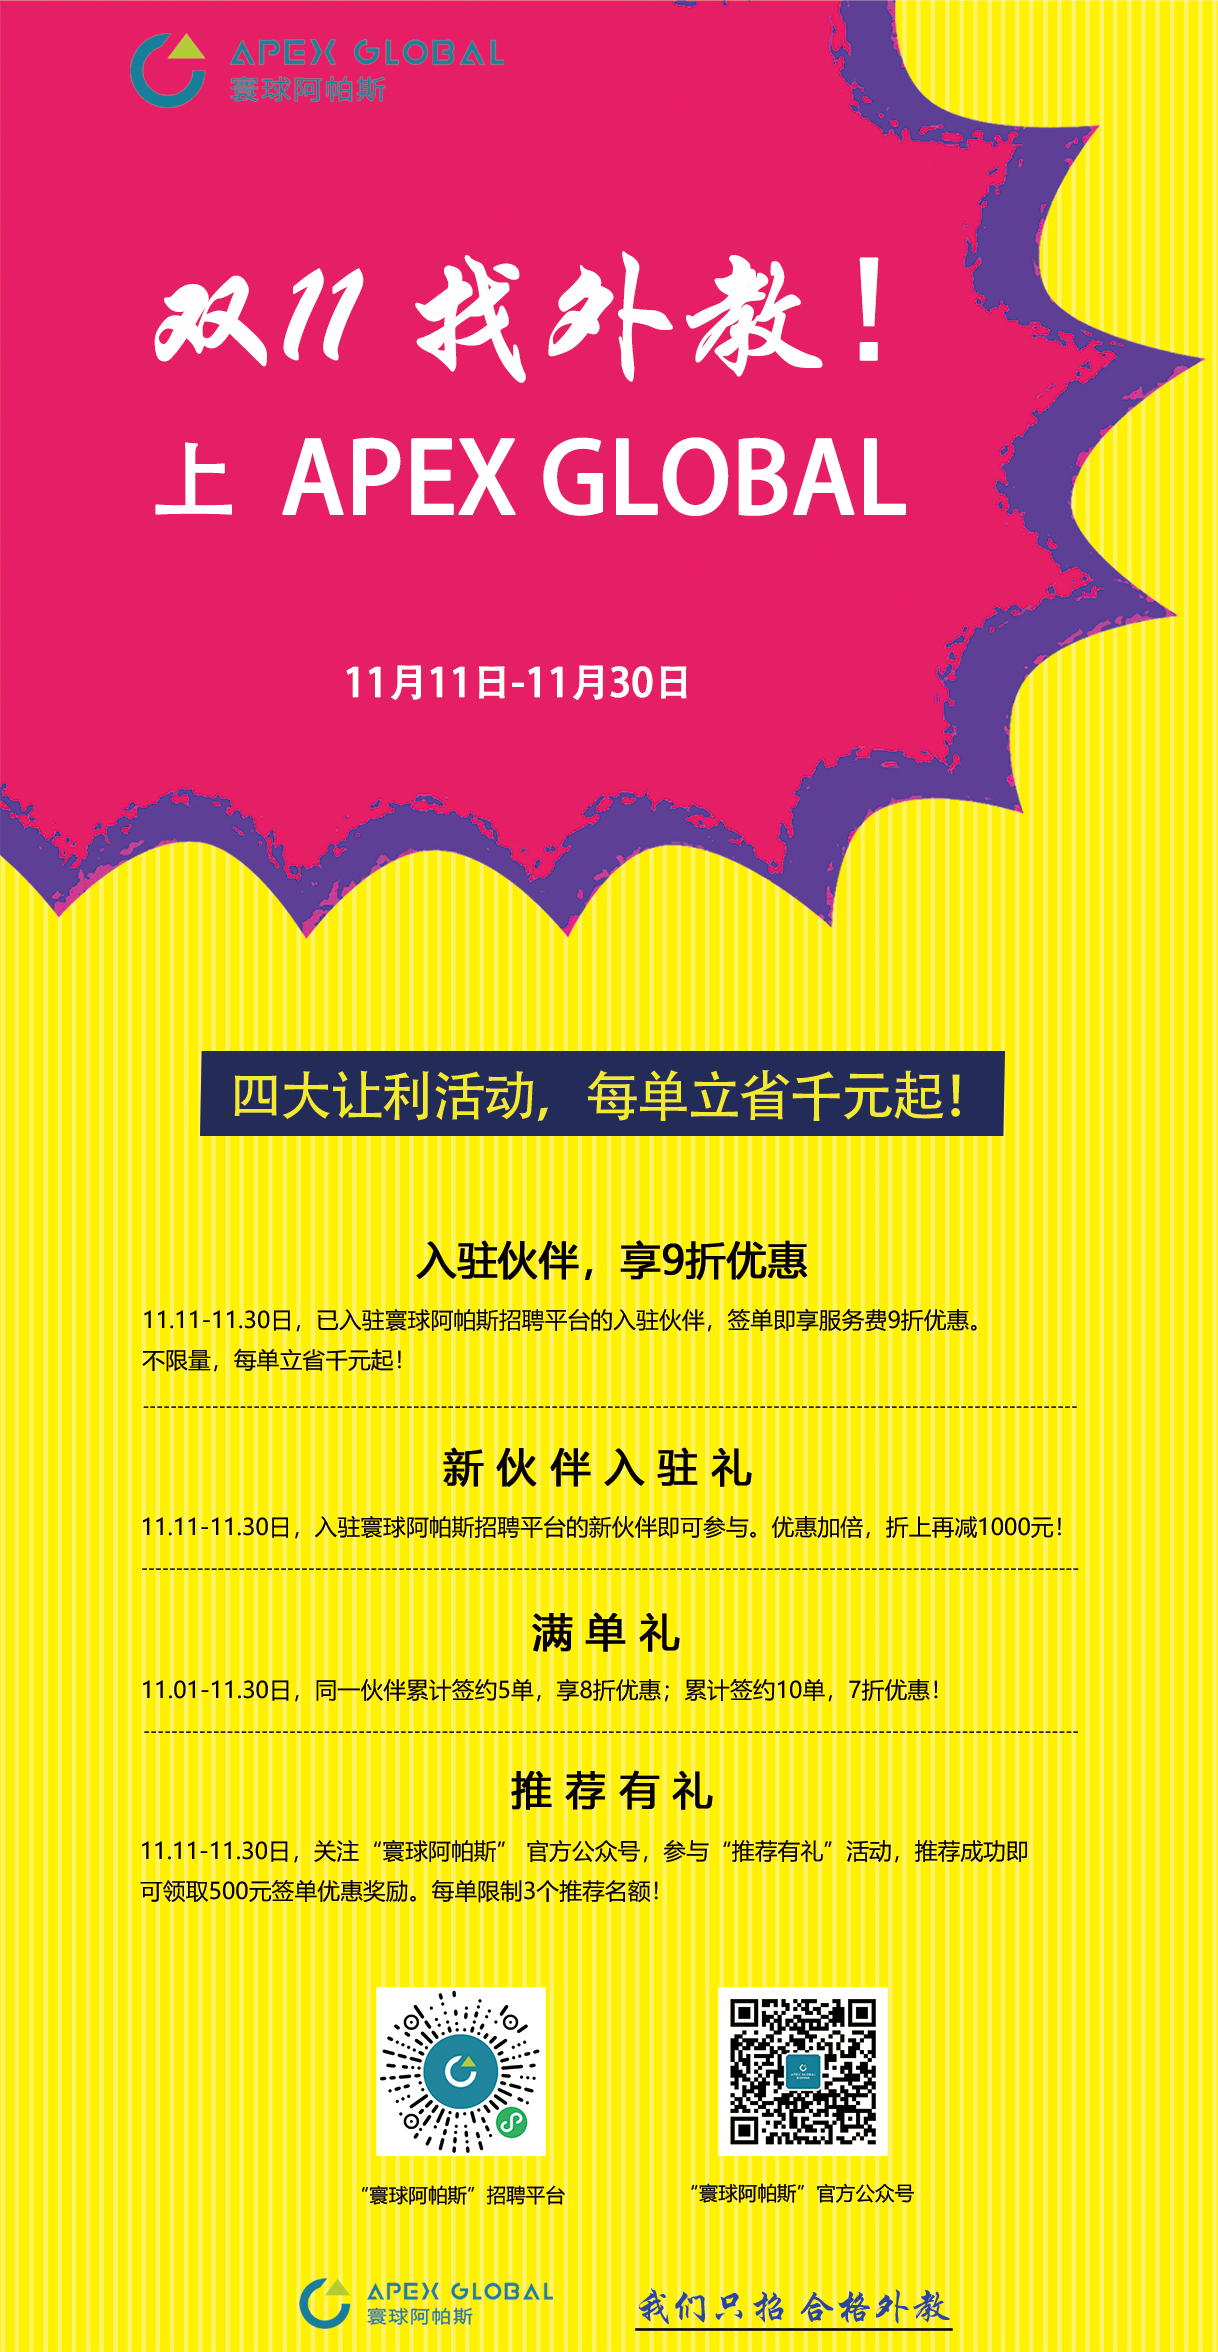 APEX GLOBAL
寰球阿帕斯
双11 找外教！
上 APEX GLOBAL
11月11日-11月30日
四大让利活动，每单立省千元起！
入驻伙伴，享9折优惠
11.11-11.30日，已入驻寰球阿帕斯招聘平台的入驻伙伴，签单即享服务费9折优惠。
不限量，每单立省千元起！
新伙伴入驻礼
11.11-11.30日，入驻寰球阿帕斯招聘平台的新伙伴即可参与。优惠加倍，折上再减1000元！
满单礼
11.01-11.30日，同一伙伴累计签约5单，享8折优惠；累计签约10单，7折优惠！
推荐有礼
11.11-11.30日，关注“寰球阿帕斯” 官方公众号，参与“推荐有礼”活动，推荐成功即
可领取500元签单优惠奖励。每单限制3个推荐名额！
“寰球阿帕斯”招聘平台
“寰球阿帕斯”官方公众号
APEX GLOBAL
寰球阿帕斯
我们只招 合格外教